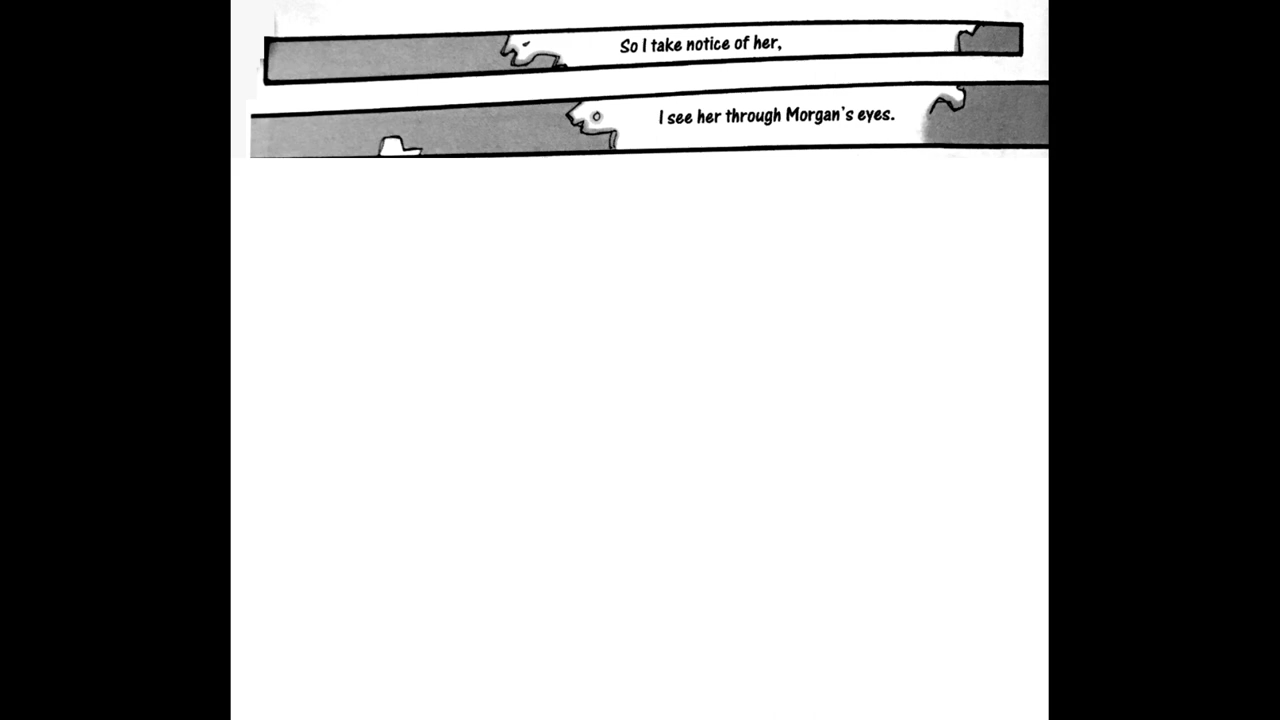 So I take notice of her,
I see her through Morgan's eyes.